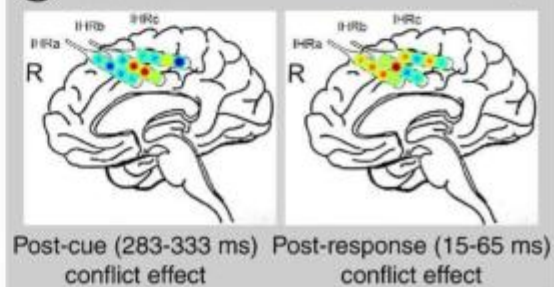 IHRa IHRb IHRc
R
Post-cue (283-333 ms)
conflict effect
IHRa IHRb IHRc
R
Post-response (15-65 ms)
conflict effect